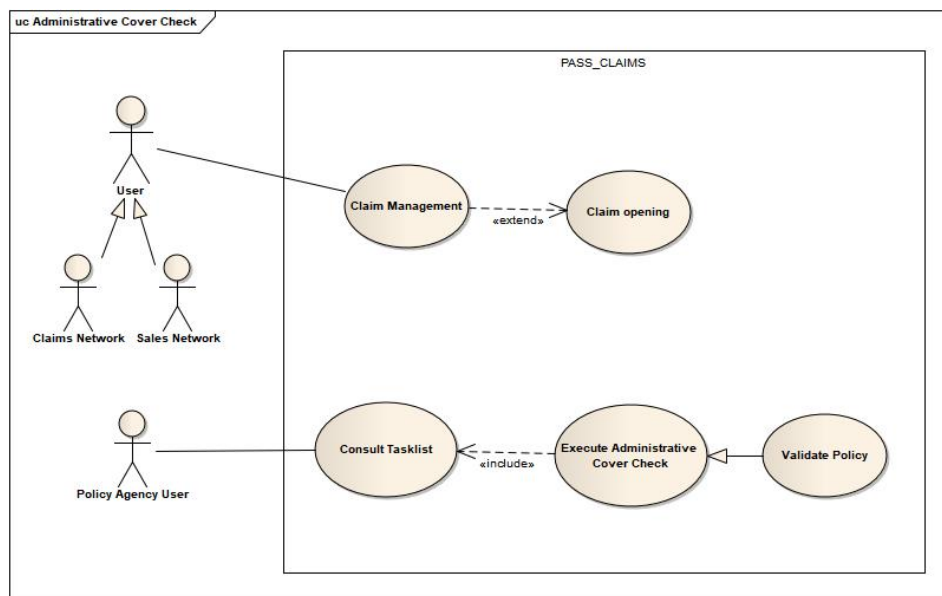 uc Administrative Cover Check
PASS_CLAIMS
User
Claim Management
«extend»
Claim opening
Claims Network
Sales Network
Policy Agency User
Consult Tasklist
«include»
Execute Administrative
Cover Check
Validate Policy